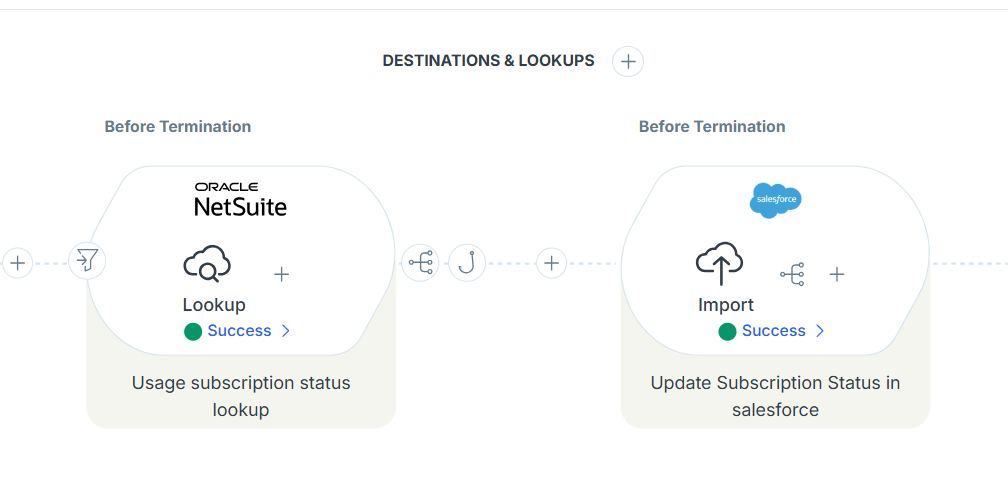 DESTINATIONS & LOOKUPS
Before Termination
Before Termination
ORACLE
NetSuite
salesforce
Lookup
Import
Success
Success
Usage subscription status
lookup
Update Subscription Status in
salesforce